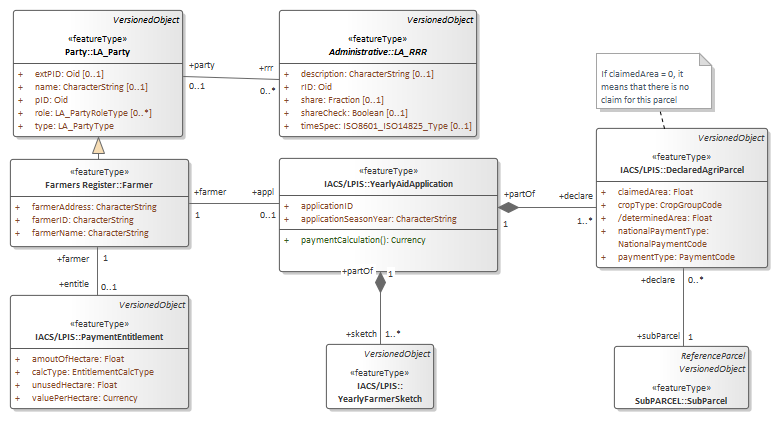 VersionedObject
«featureType»
Party::LA_Party
+ extPID: Oid [0..1]
+ name: CharacterString [0..1]
+ pID: Oid
+ role: LA_PartyRoleType [0..*]
+ type: LA_PartyType
+party
0..1
+rrr
0..*
VersionedObject
«featureType»
Administrative::LA_RRR
+ description: CharacterString [0..1]
+ rID: Oid
+ share: Fraction [0..1]
+ shareCheck: Boolean [0..1]
+ timeSpec: ISO8601_ISO14825_Type [0..1]
If claimedArea = 0, it
means that there is no
claim for this parcel
«featureType»
Farmers Register::Farmer
+ farmerAddress: CharacterString
+ farmerID: CharacterString
+ farmerName: CharacterString
+farmer
1
+appl
0..1
«featureType»
IACS/LPIS::YearlyAidApplication
+ applicationID
+ applicationSeasonYear: CharacterString
+ paymentCalculation(): Currency
+partOf
1
+declare
1..*
VersionedObject
«featureType»
IACS/LPIS::DeclaredAgriParcel
+ claimedArea: Float
+ cropType: CropGroupCode
+ /determinedArea: Float
+ nationalPaymentType:
NationalPaymentCode
+ paymentType: PaymentCode
+farmer
1
+entitle
0..1
VersionedObject
«featureType»
IACS/LPIS::PaymentEntitlement
+ amoutOfHectare: Float
+ calcType: EntitlementCalcType
+ unusedHectare: Float
+ valuePerHectare: Currency
+partOf
1
+sketch
1..*
VersionedObject
«featureType»
IACS/LPIS::
YearlyFarmerSketch
+declare
0..*
+subParcel
1
ReferenceParcel
VersionedObject
«featureType»
SubPARCEL::SubParcel